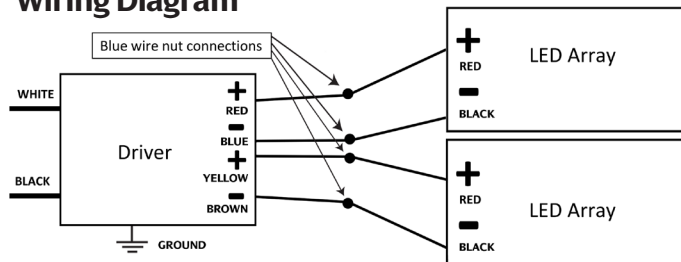 Wiring Diagram
Blue wire nut connections
WHITE
BLACK
Driver
+
RED
-
BLUE
+
YELLOW
-
BROWN
GROUND
+
RED
-
BLACK
LED Array
+
RED
-
BLACK
LED Array